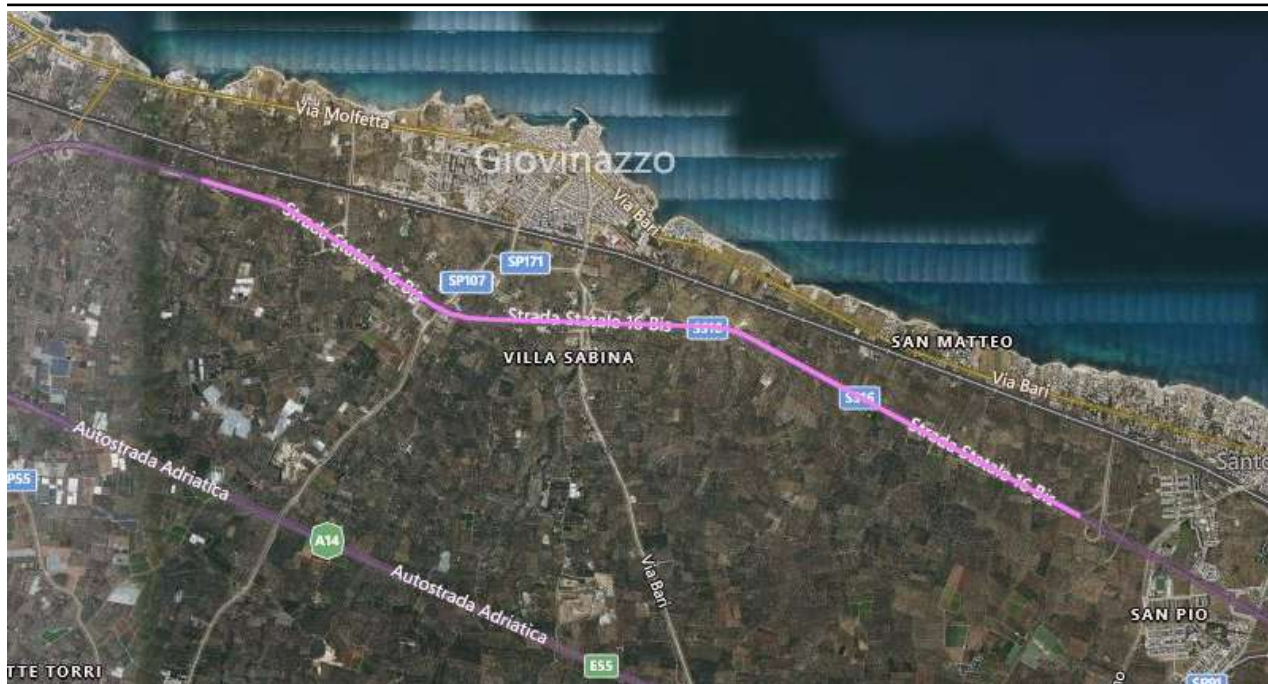 Via Molfetta
Giovinazzo
Via Bari
Strada Statale 16 Bis
SP171
SP107
Strada Statale 16 Bis
SS16
VILLA SABINA
SAN MATTEO
Via Bari
SS16
Strada Statale 16 Bis
Santo
P55
Autostrada Adriatica
A14
Autostrada Adriatica
Via Bari
SAN PIO
E55
TTE TORRI
SP91